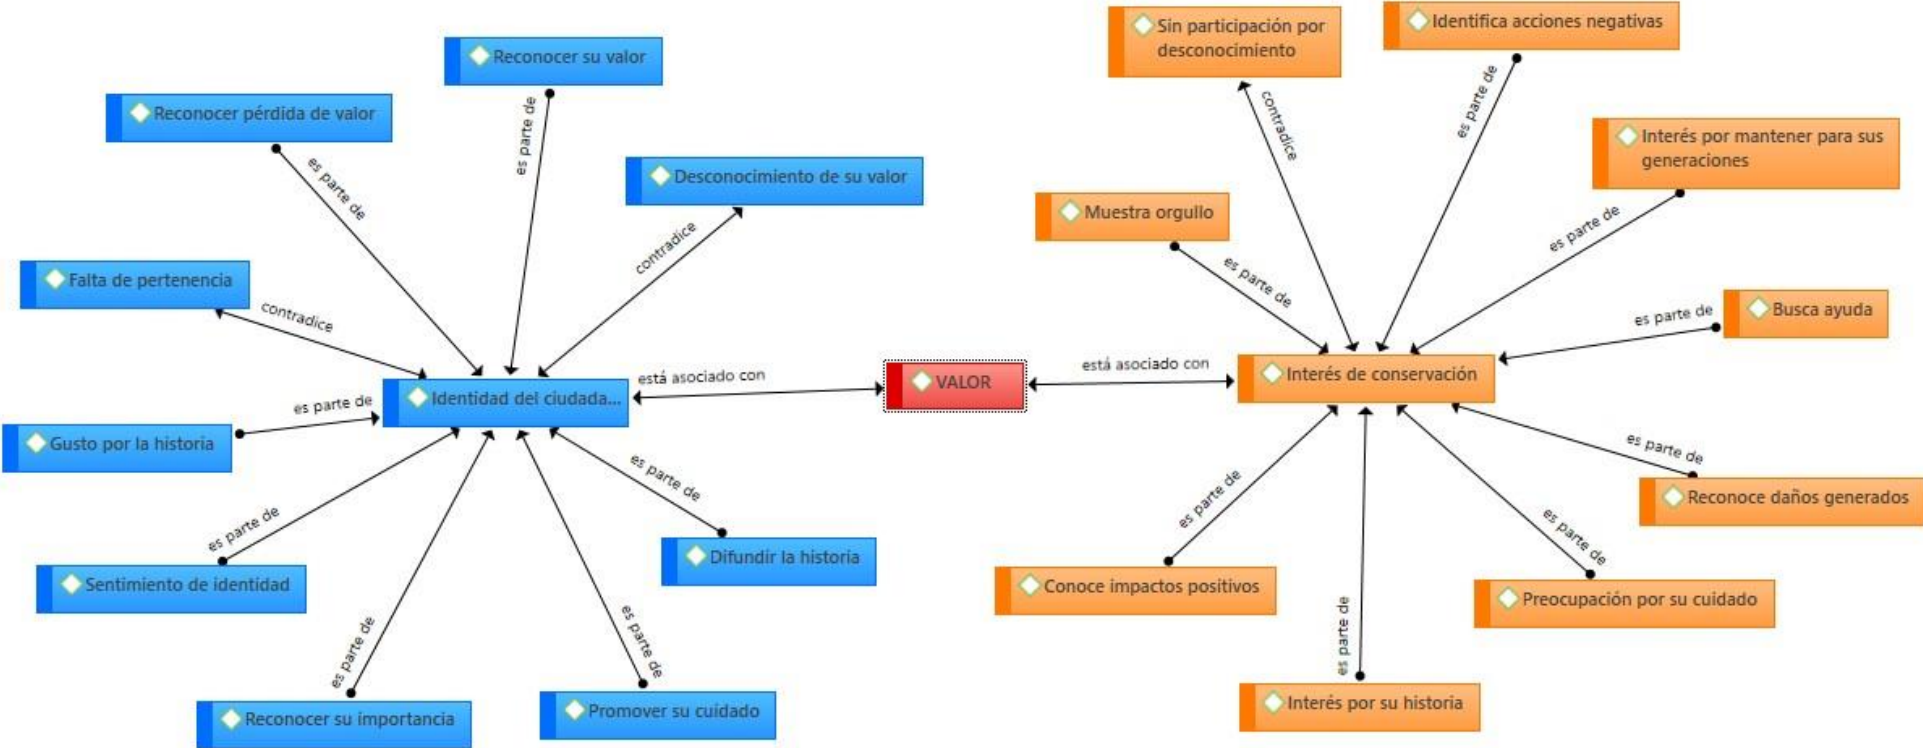 Reconocer su valor
es parte de
Reconocer pérdida de valor
es parte de
Desconocimiento de su valor
contradice
Falta de pertenencia
contradice
Identidad del ciudada...
está asociado con
VALOR
Gusto por la historia
es parte de
Sentimiento de identidad
es parte de
Reconocer su importancia
es parte de
Promover su cuidado
es parte de
Difundir la historia
es parte de
Sin participación por
desconocimiento
contradice
Identifica acciones negativas
es parte de
Interés por mantener para sus
generaciones
es parte de
Muestra orgullo
es parte de
Busca ayuda
es parte de
está asociado con
Interés de conservación
Reconoce daños generados
es parte de
Conoce impactos positivos
es parte de
Preocupación por su cuidado
es parte de
Interés por su historia
es parte de